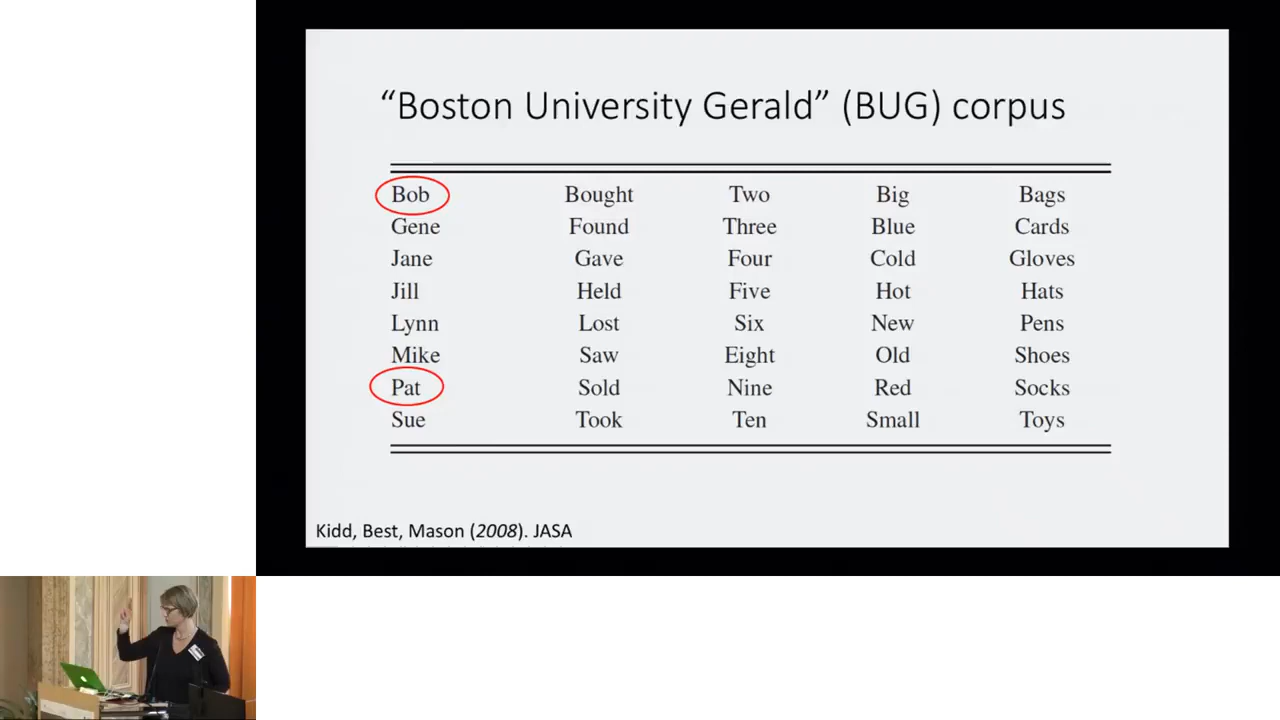 “Boston University Gerald” (BUG) corpus
Bob Bought Two Big Bags
Gene Found Three Blue Cards
Jane Gave Four Cold Gloves
Jill Held Five Hot Hats
Lynn Lost Six New Pens
Mike Saw Eight Old Shoes
Pat Sold Nine Red Socks
Sue Took Ten Small Toys
Kidd, Best, Mason (2008). JASA